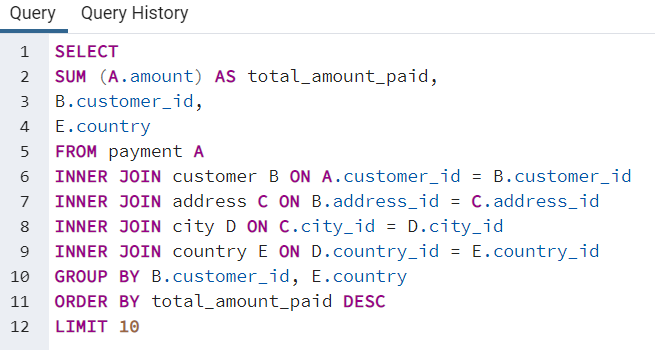 Query Query History
1 SELECT
2 SUM (A.amount) AS total_amount_paid,
3 B.customer_id,
4 E.country
5 FROM payment A
6 INNER JOIN customer B ON A.customer_id = B.customer_id
7 INNER JOIN address C ON B.address_id = C.address_id
8 INNER JOIN city D ON C.city_id = D.city_id
9 INNER JOIN country E ON D.country_id = E.country_id
10 GROUP BY B.customer_id, E.country
11 ORDER BY total_amount_paid DESC
12 LIMIT 10